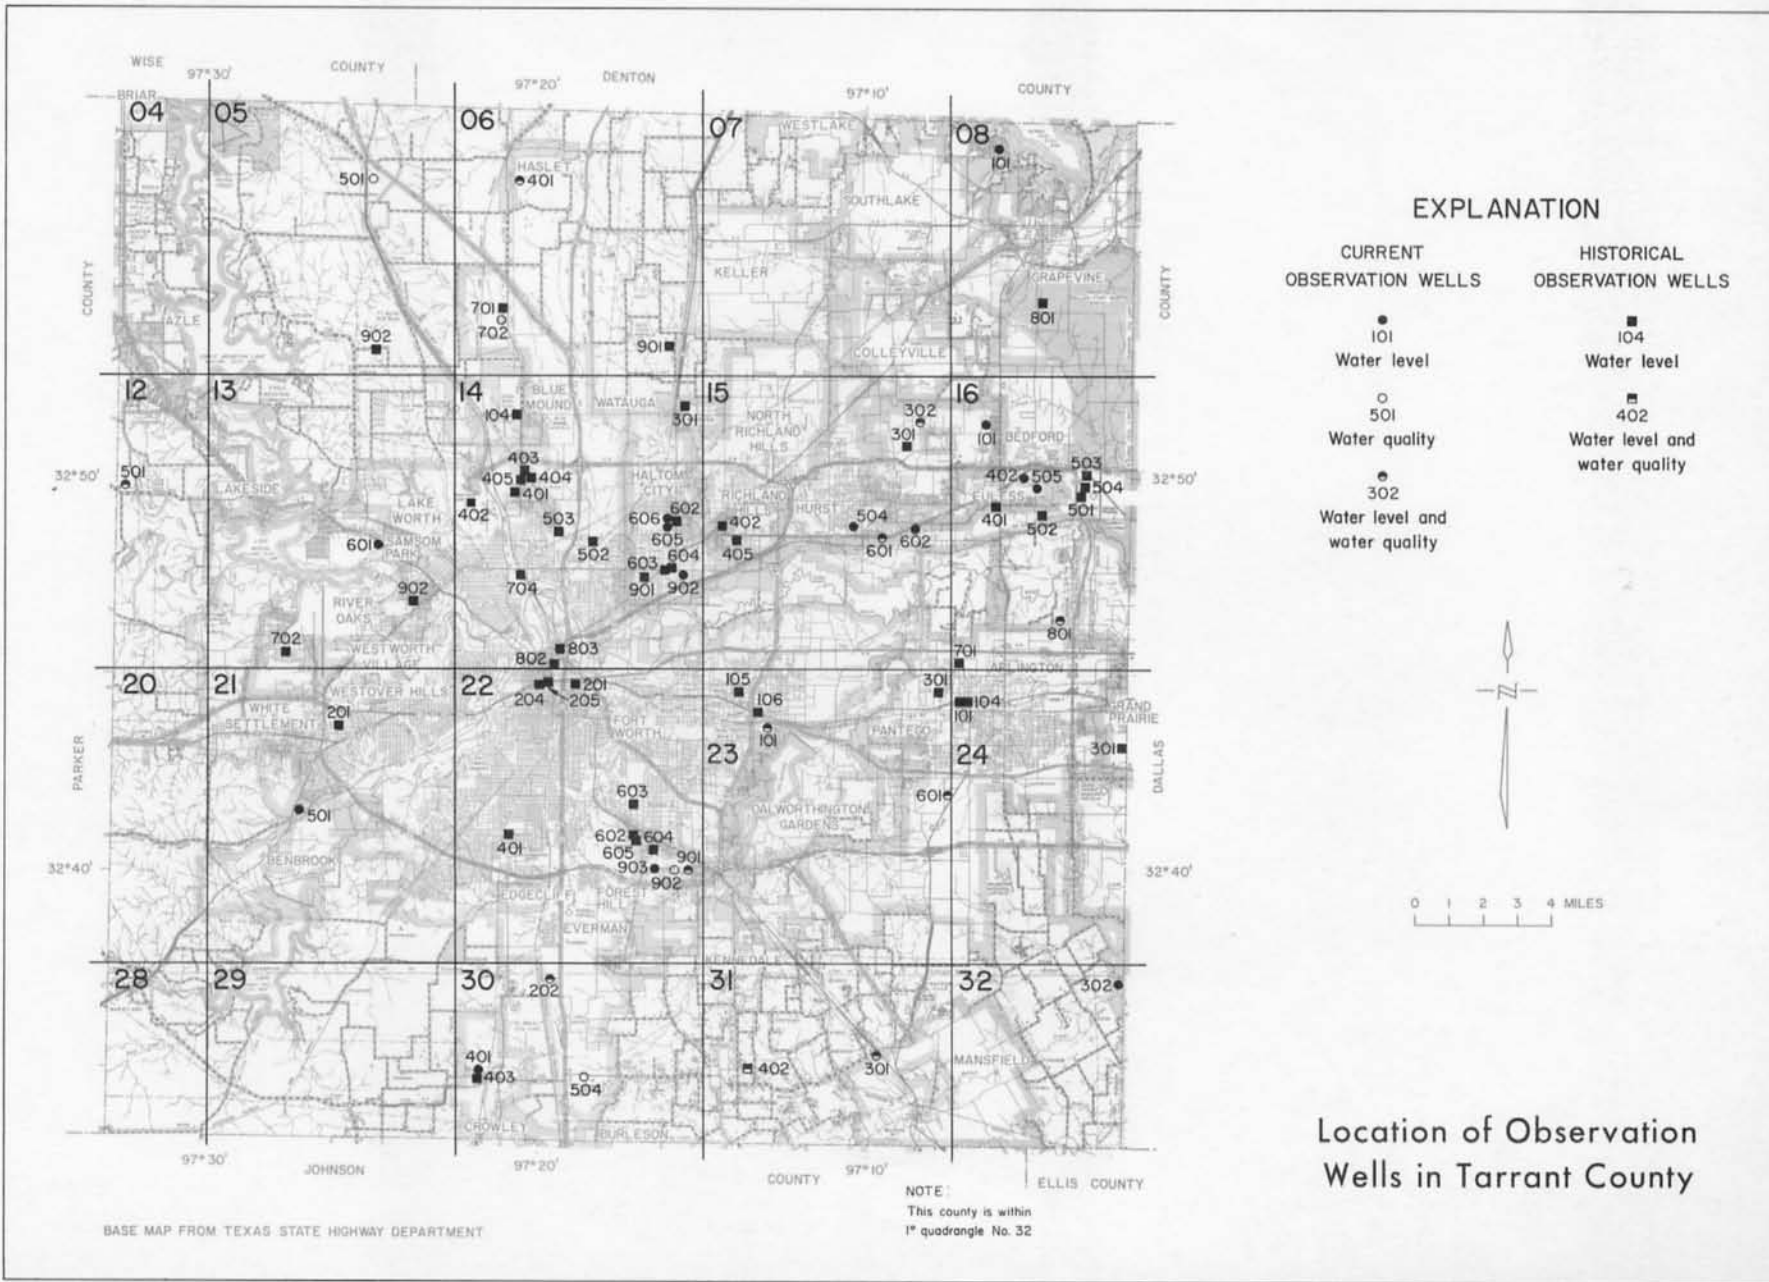 WISE
COUNTY
DENTON
COUNTY
97°30'
97°20'
97°10'
BRIAR
04
05
06
07
08
WESTLAKE
101
HASLET
501
401
SOUTHLAKE
KELLER
GRAPEVINE
COUNTY
COUNTY
AZLE
701
702
801
902
901
COLLEYVILLE
12
13
14
15
16
BLUE
MOUND
WATAUGA
104
301
NORTH
RICHLAND
HILLS
302
301
101
BEDFORD
32°50'
501
LAKESIDE
403
405
404
401
HALTOM
CITY
402
505
503
504
501
EULESS
32°50'
LAKE
WORTH
402
503
606
602
605
RICHLAND
HILLS
HURST
402
405
504
602
601
401
502
601
SAMSOM
PARK
502
603
604
704
901
902
902
RIVER
OAKS
702
WESTWORTH
VILLAGE
803
802
801
701
ARLINGTON
20
21
22
WESTOVER HILLS
WHITE
SETTLEMENT
201
204
201
205
FORT
WORTH
105
106
101
301
104
101
GRAND
PRAIRIE
PANTEGO
23
24
301
PARKER
DALLAS
603
601
501
DALWORTHINGTON
GARDENS
401
602
604
605
901
903
902
BENBROOK
32°40'
32°40'
EDGECLIFF
FOREST
HILL
EVERMAN
KENNEDALE
28
29
30
31
32
202
302
401
403
504
402
301
MANSFIELD
CROWLEY
BURLESON
97°30'
JOHNSON
97°20'
COUNTY
97°10'
ELLIS COUNTY
NOTE:
This county is within
1° quadrangle No. 32
BASE MAP FROM TEXAS STATE HIGHWAY DEPARTMENT
EXPLANATION
CURRENT
OBSERVATION WELLS
101
Water level
501
Water quality
302
Water level and
water quality
HISTORICAL
OBSERVATION WELLS
104
Water level
402
Water level and
water quality
N
0 1 2 3 4 MILES
Location of Observation
Wells in Tarrant County